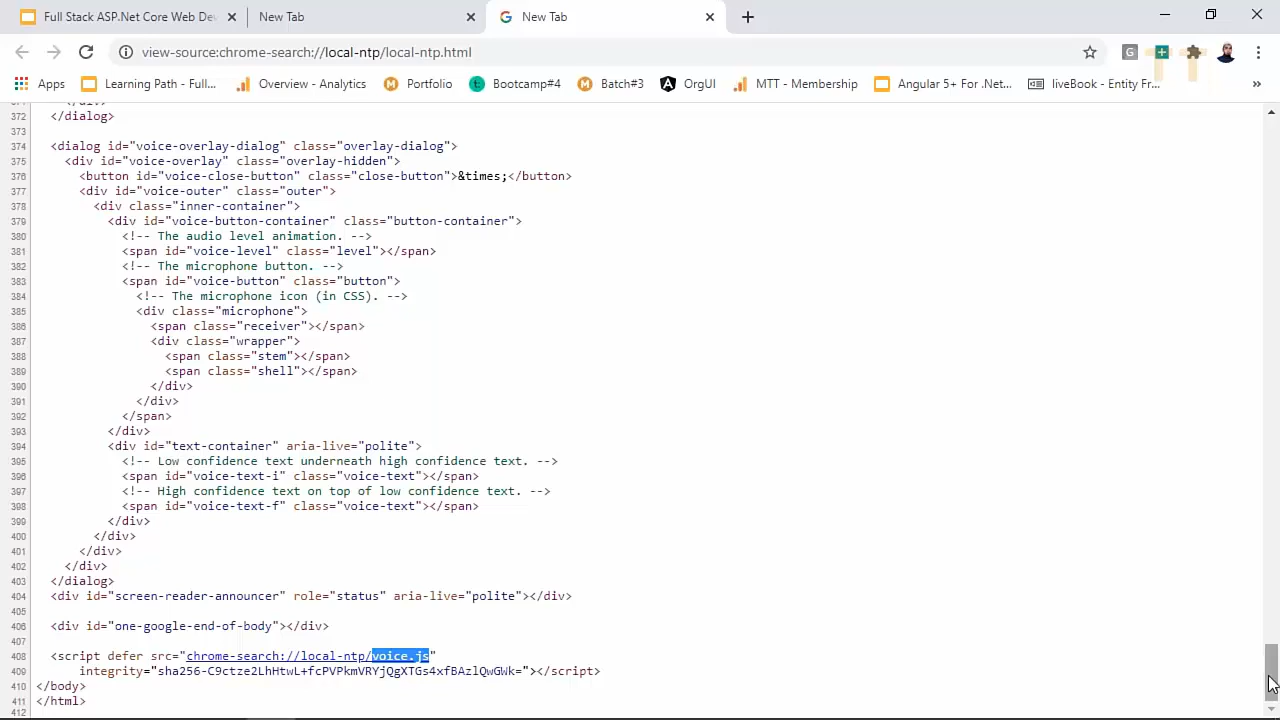 Full Stack ASP.Net Core Web Dev
New Tab
New Tab
view-source:chrome-search://local-ntp/local-ntp.html
Apps
Learning Path - Full...
Overview - Analytics
Portfolio
Bootcamp#4
Batch#3
OrgUI
MTT - Membership
Angular 5+ For .Net...
liveBook - Entity Fr...
371 </div>
372 </dialog>
373
374 <dialog id="voice-overlay-dialog" class="overlay-dialog">
375 <div id="voice-overlay" class="overlay-hidden">
376 <button id="voice-close-button" class="close-button">&times;</button>
377 <div id="voice-outer" class="outer">
378 <div class="inner-container">
379 <div id="voice-button-container" class="button-container">
380 <!-- The audio level animation. -->
381 <span id="voice-level" class="level"></span>
382 <!-- The microphone button. -->
383 <span id="voice-button" class="button">
384 <!-- The microphone icon (in CSS). -->
385 <div class="microphone">
386 <span class="receiver"></span>
387 <div class="wrapper">
388 <span class="stem"></span>
389 <span class="shell"></span>
390 </div>
391 </div>
392 </span>
393 </div>
394 <div id="text-container" aria-live="polite">
395 <!-- Low confidence text underneath high confidence text. -->
396 <span id="voice-text-i" class="voice-text"></span>
397 <!-- High confidence text on top of low confidence text. -->
398 <span id="voice-text-f" class="voice-text"></span>
399 </div>
400 </div>
401 </div>
402 </div>
403 </dialog>
404 <div id="screen-reader-announcer" role="status" aria-live="polite"></div>
405
406 <div id="one-google-end-of-body"></div>
407
408 <script defer src="chrome-search://local-ntp/voice.js"
409 integrity="sha256-C9ctze2LhHtwL+fcPVPkmVRYjQgXTGs4xfBAzlQwGWk="></script>
410 </body>
411 </html>
412